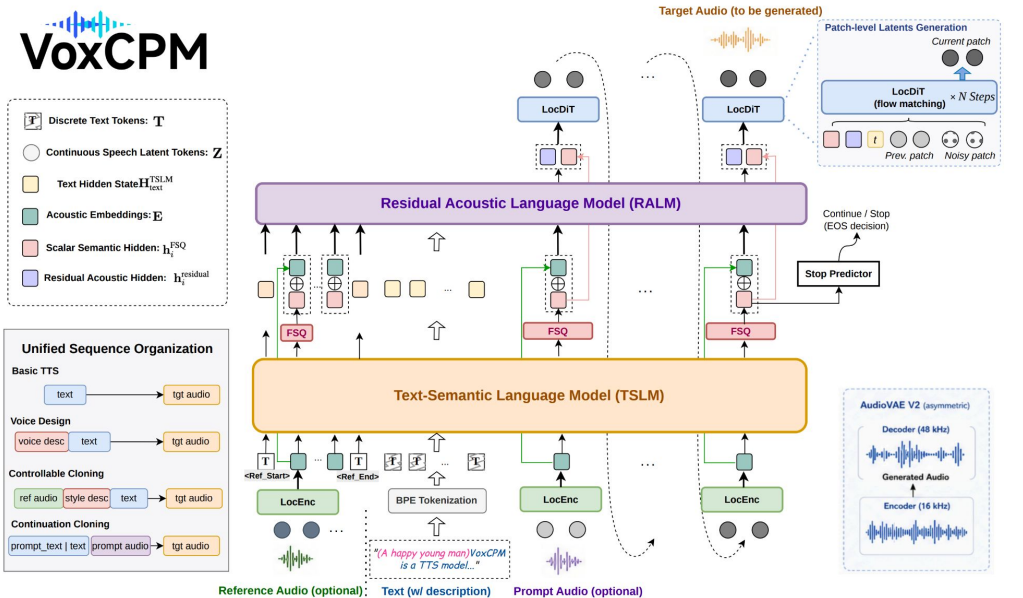 VoxCPM
Discrete Text Tokens: T
Continuous Speech Latent Tokens: Z
Text Hidden State H_text^TSLM
Acoustic Embeddings: E
Scalar Semantic Hidden: h_i^FSQ
Residual Acoustic Hidden: h_i^residual
Unified Sequence Organization
Basic TTS
text
tgt audio
Voice Design
voice desc
text
tgt audio
Controllable Cloning
ref audio
style desc
text
tgt audio
Continuation Cloning
prompt_text | text
prompt audio
tgt audio
Target Audio (to be generated)
...
LocDiT
LocDiT
Residual Acoustic Language Model (RALM)
...
...
...
FSQ
FSQ
FSQ
Text-Semantic Language Model (TSLM)
T
...
T
T
T
...
T
<Ref_Start>
<Ref_End>
LocEnc
BPE Tokenization
LocEnc
...
LocEnc
...
"(A happy young man)VoxCPM
is a TTS model..."
Reference Audio (optional)
Text (w/ description)
Prompt Audio (optional)
Patch-level Latents Generation
Current patch
LocDiT
(flow matching)
× N Steps
t
Prev. patch
Noisy patch
Continue / Stop
(EOS decision)
Stop Predictor
AudioVAE V2 (asymmetric)
Decoder (48 kHz)
Generated Audio
Encoder (16 kHz)